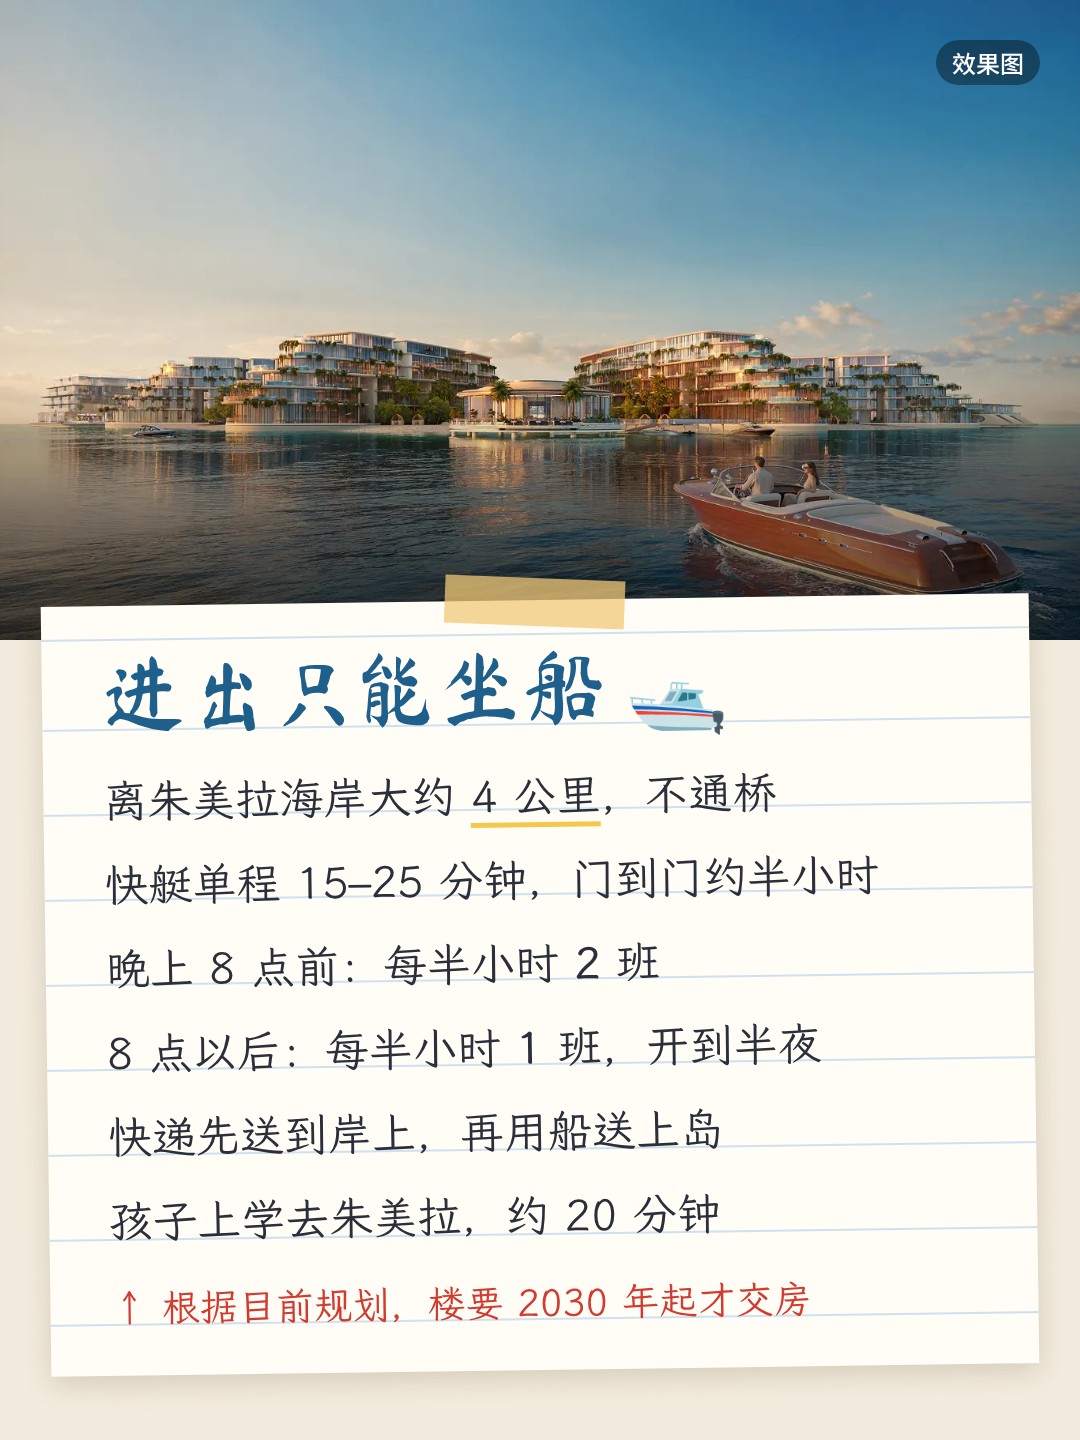 效果图
进出只能坐船
离朱美拉海岸大约 4 公里，不通桥
快艇单程 15–25 分钟，门到门约半小时
晚上 8 点前：每半小时 2 班
8 点以后：每半小时 1 班，开到半夜
快递先送到岸上，再用船送上岛
孩子上学去朱美拉，约 20 分钟
↑ 根据目前规划，楼要 2030 年起才交房